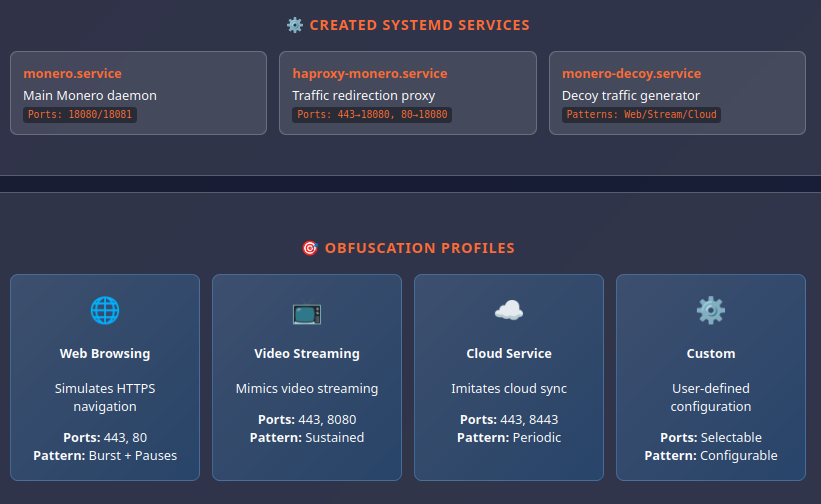 CREATED SYSTEMD SERVICES
monero.service
Main Monero daemon
Ports: 18080/18081
haproxy-monero.service
Traffic redirection proxy
Ports: 443→18080, 80→18080
monero-decoy.service
Decoy traffic generator
Patterns: Web/Stream/Cloud
OBFUSCATION PROFILES
Web Browsing
Simulates HTTPS
navigation
Ports: 443, 80
Pattern: Burst + Pauses
Video Streaming
Mimics video streaming
Ports: 443, 8080
Pattern: Sustained
Cloud Service
Imitates cloud sync
Ports: 443, 8443
Pattern: Periodic
Custom
User-defined
configuration
Ports: Selectable
Pattern: Configurable